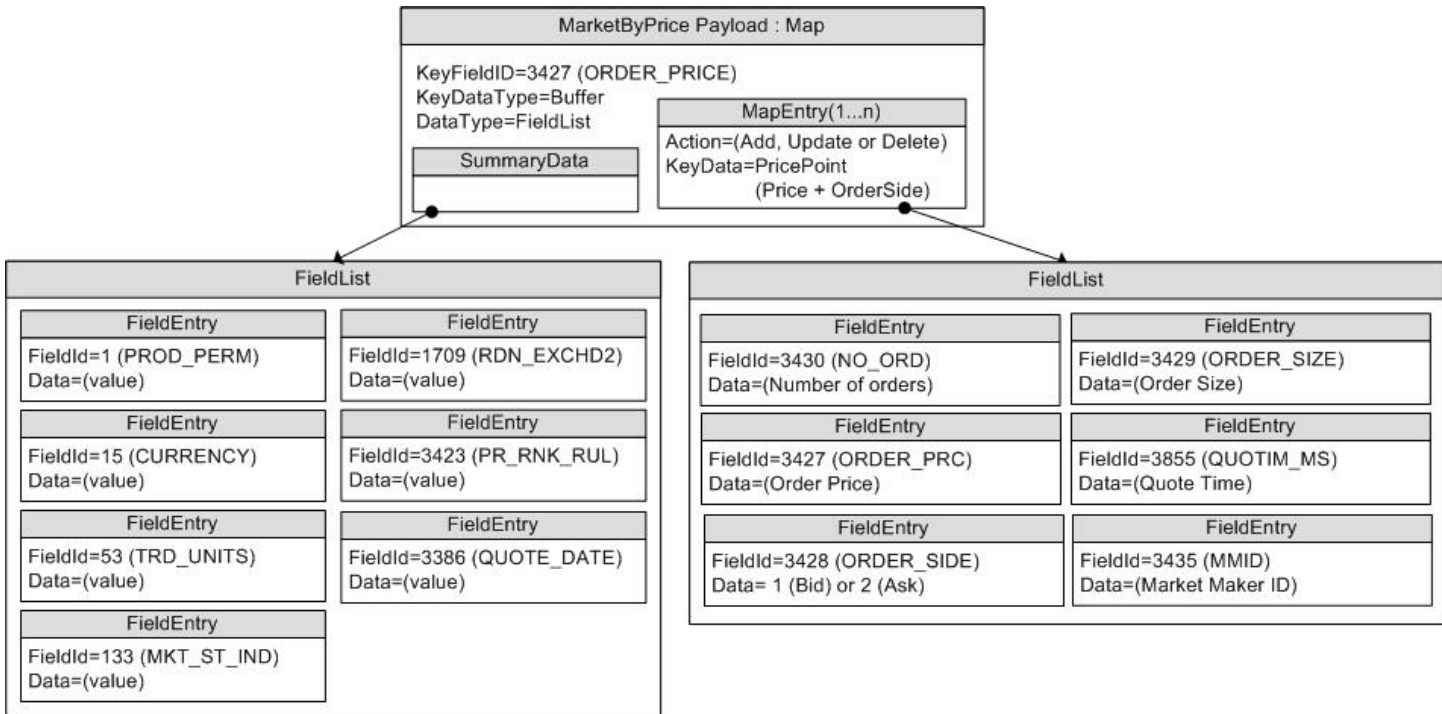 MarketByPrice Payload : Map
KeyFieldID=3427 (ORDER_PRICE)
KeyDataType=Buffer
DataType=FieldList
SummaryData
MapEntry(1...n)
Action=(Add, Update or Delete)
KeyData=PricePoint
(Price + OrderSide)
FieldList
FieldEntry
FieldId=1 (PROD_PERM)
Data=(value)
FieldEntry
FieldId=1709 (RDN_EXCHD2)
Data=(value)
FieldEntry
FieldId=15 (CURRENCY)
Data=(value)
FieldEntry
FieldId=3423 (PR_RNK_RUL)
Data=(value)
FieldEntry
FieldId=53 (TRD_UNITS)
Data=(value)
FieldEntry
FieldId=3386 (QUOTE_DATE)
Data=(value)
FieldEntry
FieldId=133 (MKT_ST_IND)
Data=(value)
FieldList
FieldEntry
FieldId=3430 (NO_ORD)
Data=(Number of orders)
FieldEntry
FieldId=3429 (ORDER_SIZE)
Data=(Order Size)
FieldEntry
FieldId=3427 (ORDER_PRC)
Data=(Order Price)
FieldEntry
FieldId=3855 (QUOTIM_MS)
Data=(Quote Time)
FieldEntry
FieldId=3428 (ORDER_SIDE)
Data= 1 (Bid) or 2 (Ask)
FieldEntry
FieldId=3435 (MMID)
Data=(Market Maker ID)